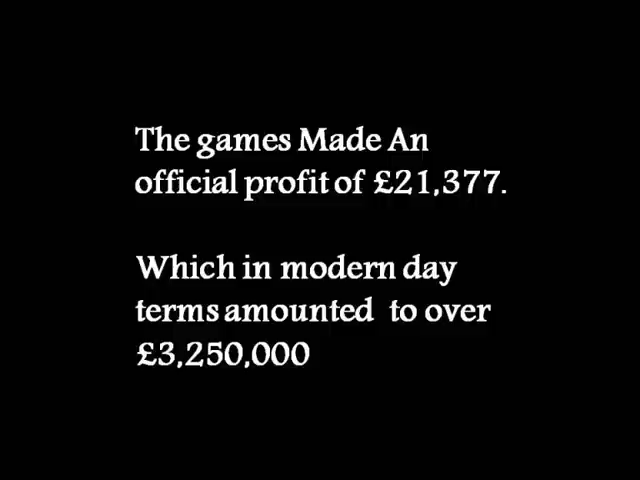 The games Made An
official profit of £21,377.
Which in modern day
terms amounted to over
£3,250,000